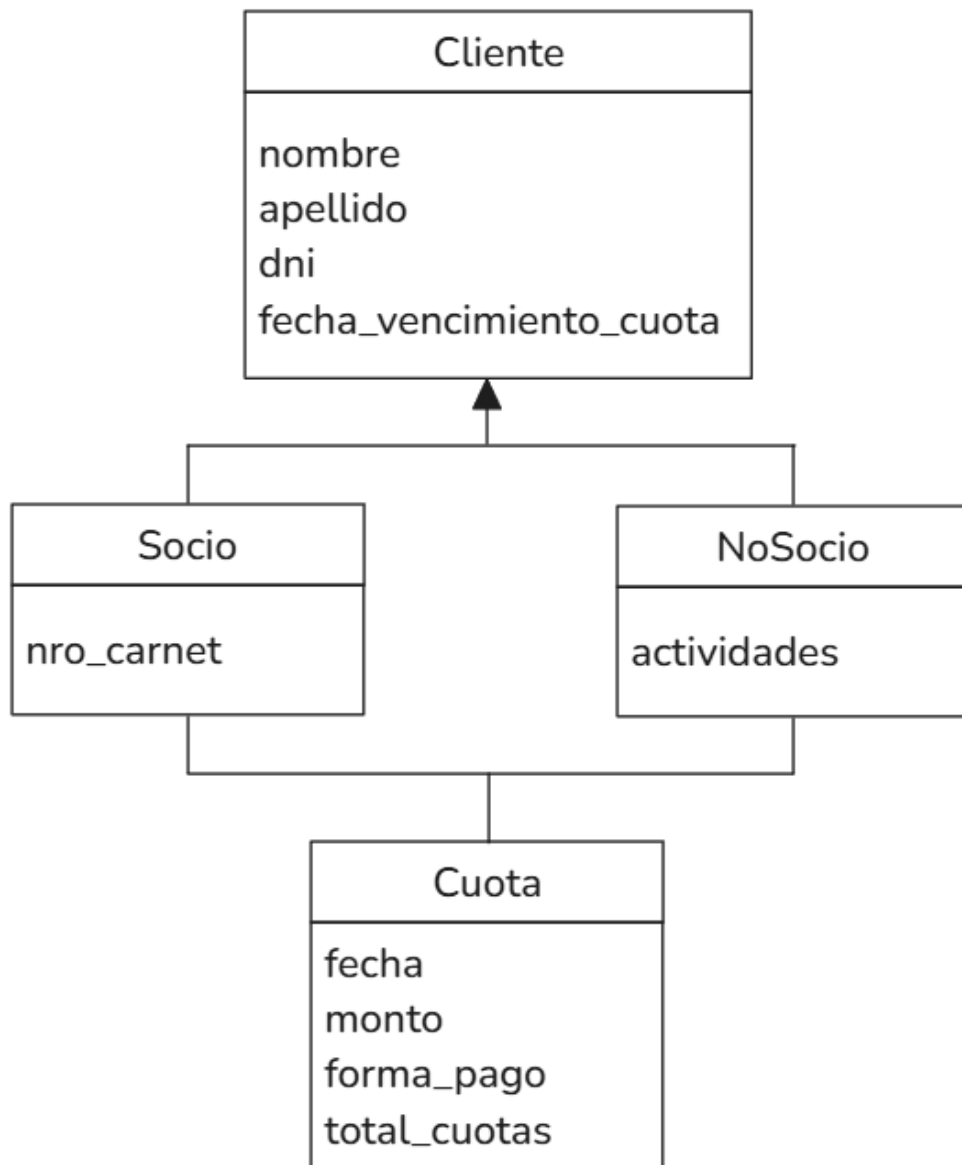 Cliente
nombre
apellido
dni
fecha_vencimiento_cuota
Socio
nro_carnet
NoSocio
actividades
Cuota
fecha
monto
forma_pago
total_cuotas